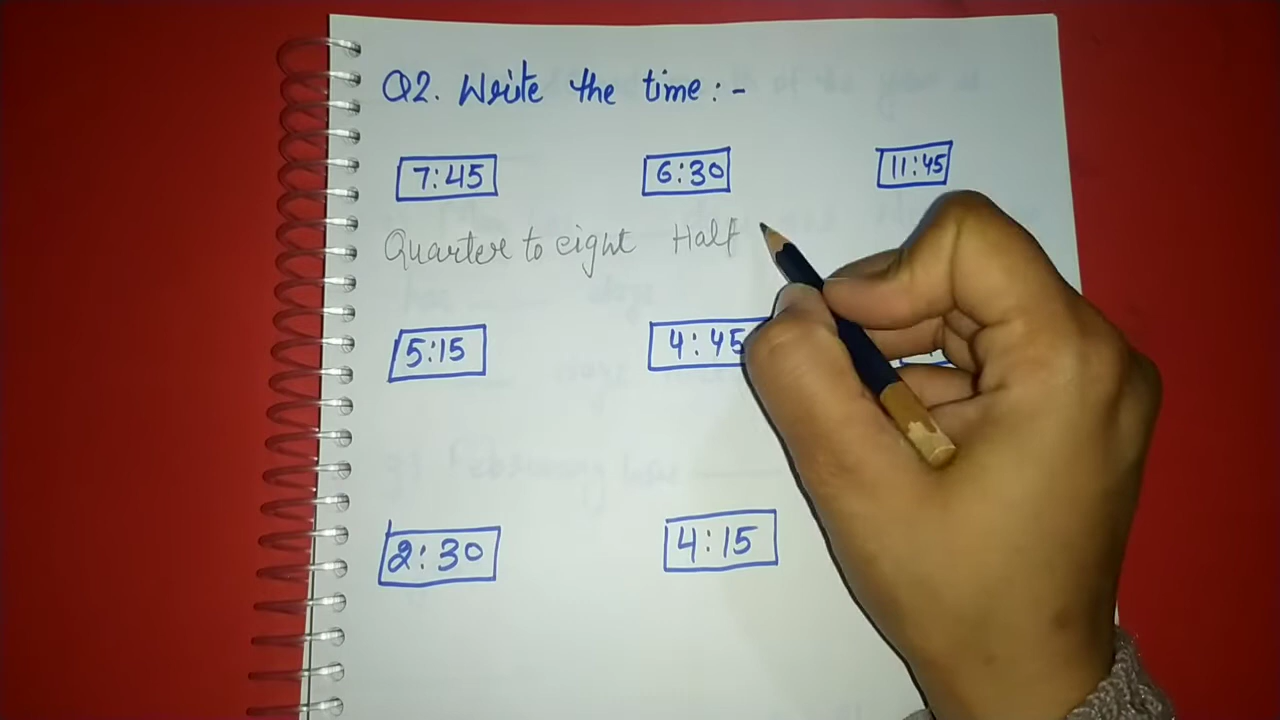 Q2. Write the time :-
7:45 6:30 11:45
Quarter to eight Half
5:15 4:45
2:30 4:15